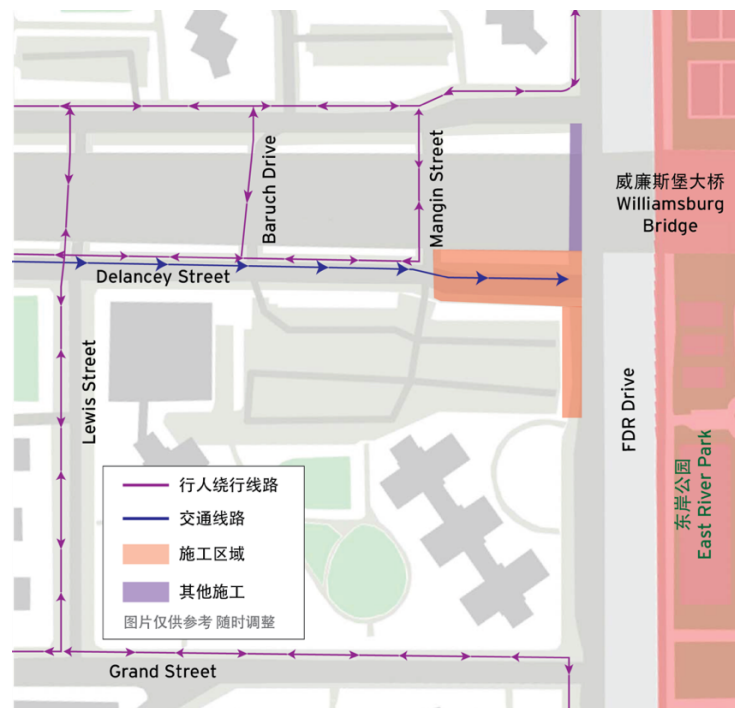 Baruch Drive
Mangin Street
威廉斯堡大桥
Williamsburg
Bridge
Delancey Street
Lewis Street
FDR Drive
东岸公园
East River Park
行人绕行线路
交通线路
施工区域
其他施工
图片仅供参考 随时调整
Grand Street